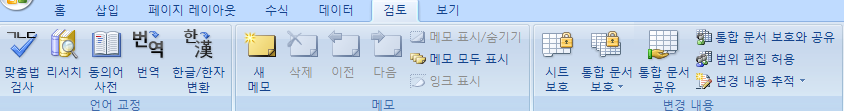 홈 삽입 페이지 레이아웃 수식 데이터 검토 보기
맞춤법 검사
리서치
동의어 사전
번역
한글/한자 변환
언어 교정
새 메모
삭제
이전
다음
메모 표시/숨기기
메모 모두 표시
잉크 표시
메모
시트 보호
통합 문서 보호
통합 문서 공유
통합 문서 보호와 공유
범위 편집 허용
변경 내용 추적
변경 내용